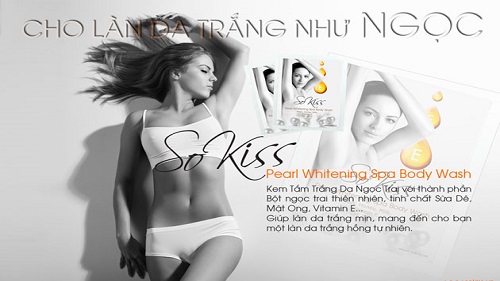 CHO LÀN DA TRẮNG NHƯ NGỌC
So Kiss
E
So Kiss
Pearl Whitening Spa Body Wash
Kem Tắm Trắng Da Ngọc Trai, với thành phần
Bột ngọc trai thiên nhiên, tinh chất Sữa Dê,
Mật Ong, Vitamin E...
Giúp làn da trắng mịn, mang đến cho bạn
một làn da hồng tự nhiên.